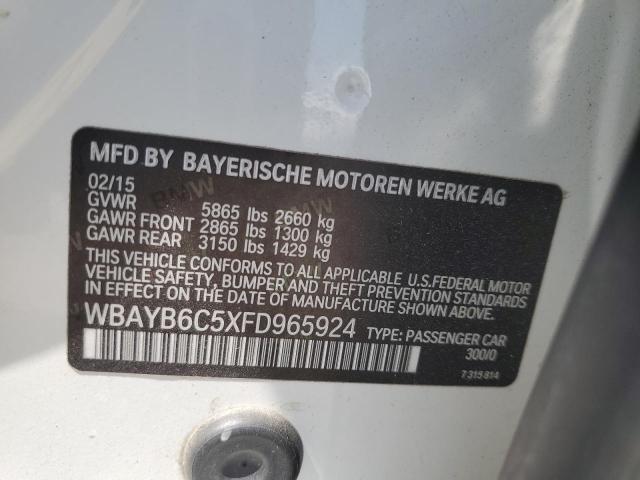 MFD BY BAYERISCHE MOTOREN WERKE AG
02/15
GVWR 5865 lbs 2660 kg
GAWR FRONT 2865 lbs 1300 kg
GAWR REAR 3150 lbs 1429 kg
THIS VEHICLE CONFORMS TO ALL APPLICABLE U.S.FEDERAL MOTOR
VEHICLE SAFETY, BUMPER AND THEFT PREVENTION STANDARDS
IN EFFECT ON THE DATE OF MANUFACTURE SHOWN ABOVE.
WBAYB6C5XFD965924 TYPE: PASSENGER CAR
300/0
7315814